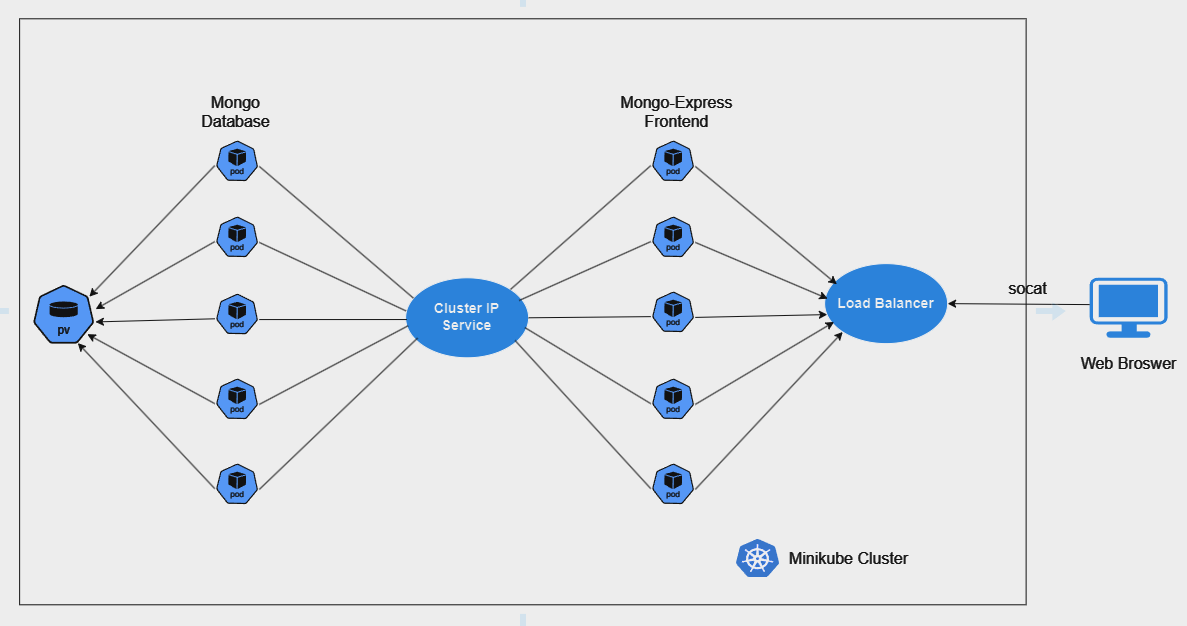 Mongo
Database
Mongo-Express
Frontend
pod
pod
pod
pod
pod
pod
pod
pod
pod
pod
pv
Cluster IP
Service
Load Balancer
socat
Web Broswer
Minikube Cluster